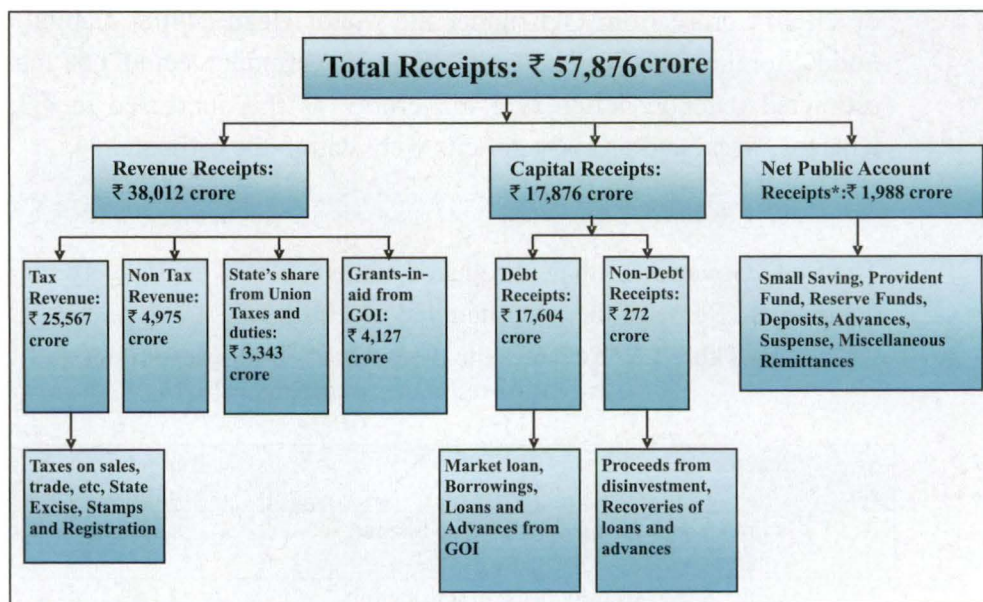 Total Receipts: ₹ 57,876 crore
Revenue Receipts:
₹ 38,012 crore
Capital Receipts:
₹ 17,876 crore
Net Public Account
Receipts*:₹ 1,988 crore
Tax
Revenue:
₹ 25,567
crore
Non Tax
Revenue:
₹ 4,975
crore
State's share
from Union
Taxes and
duties:
₹ 3,343
crore
Grants-in-
aid from
GOI:
₹ 4,127
crore
Debt
Receipts:
₹ 17,604
crore
Non-Debt
Receipts:
₹ 272
crore
Small Saving, Provident
Fund, Reserve Funds,
Deposits, Advances,
Suspense, Miscellaneous
Remittances
Taxes on sales,
trade, etc, State
Excise, Stamps
and Registration
Market loan,
Borrowings,
Loans and
Advances from
GOI
Proceeds from
disinvestment,
Recoveries of
loans and
advances